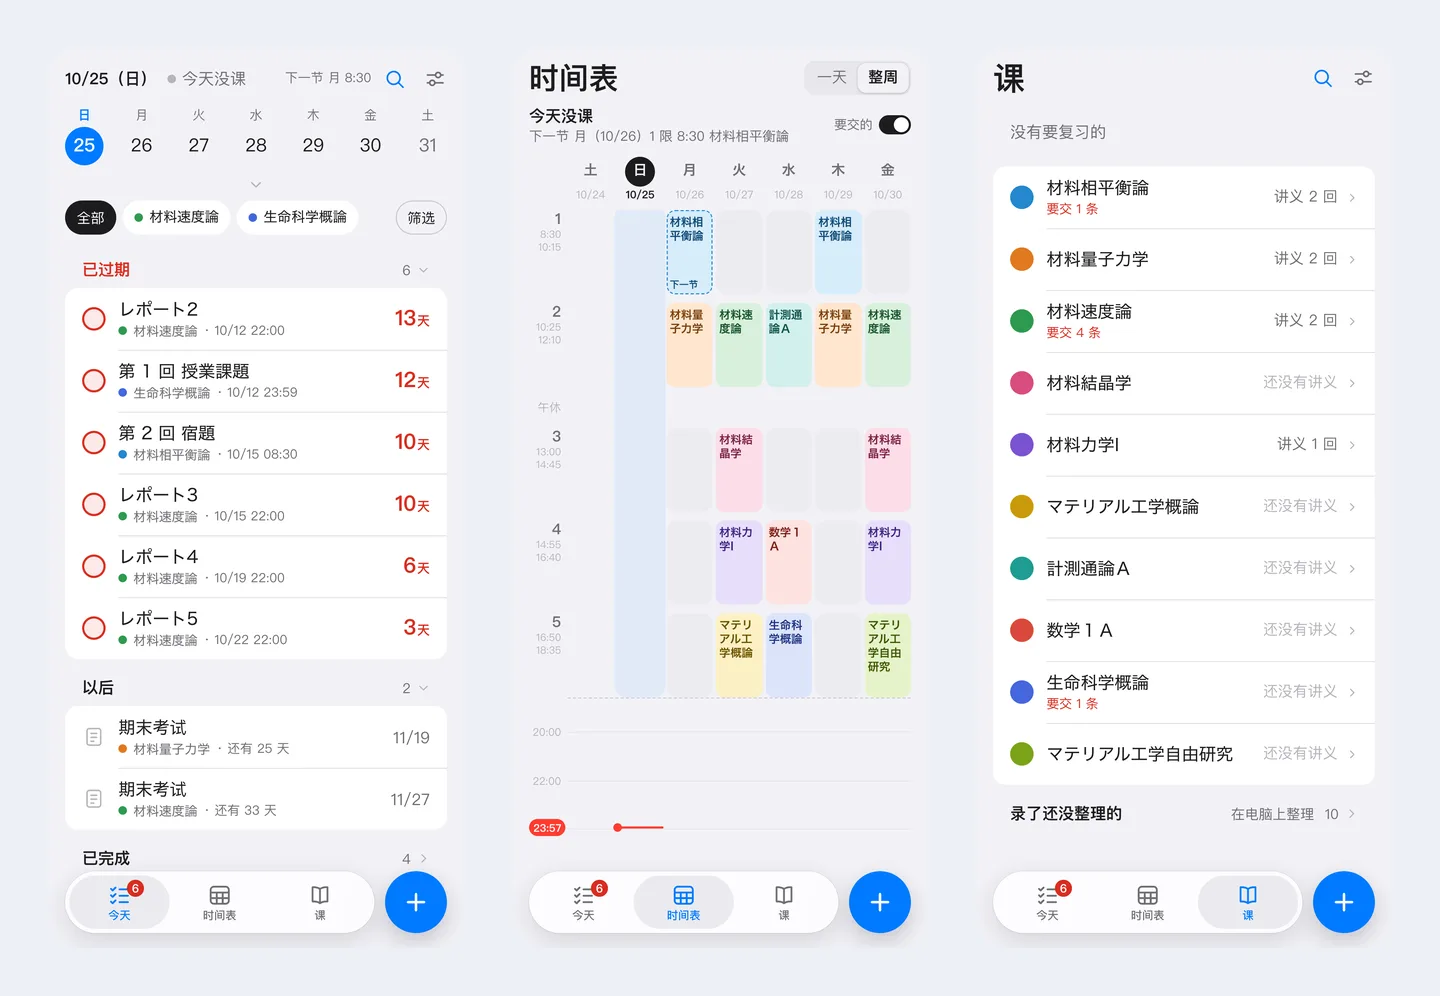 10/25（日）
今天没课
下一节 月 8:30
日 月 火 水 木 金 土
25 26 27 28 29 30 31
全部
材料速度論
生命科学概論
筛选
已过期
6
レポート2
材料速度論 · 10/12 22:00
13天
第 1 回 授業課題
生命科学概論 · 10/12 23:59
12天
第 2 回 宿題
材料相平衡論 · 10/15 08:30
10天
レポート3
材料速度論 · 10/15 22:00
10天
レポート4
材料速度論 · 10/19 22:00
6天
レポート5
材料速度論 · 10/22 22:00
3天
以后
2
期末考试
材料量子力学 · 还有 25 天
11/19
期末考试
材料速度論 · 还有 33 天
11/27
已完成
4
6
今天
时间表
课
时间表
一天
整周
今天没课
下一节 月（10/26）1 限 8:30 材料相平衡論
要交的
土 日 月 火 水 木 金
10/24 10/25 10/26 10/27 10/28 10/29 10/30
1
8:30
10:15
材料相
平衡論
下一节
材料相
平衡論
2
10:25
12:10
材料量
子力学
材料速
度論
計測通
論A
材料量
子力学
材料速
度論
午休
3
13:00
14:45
材料結
晶学
材料結
晶学
4
14:55
16:40
材料力
学I
数学１
A
材料力
学I
5
16:50
18:35
マテリ
アル工
学概論
生命科
学概論
マテリ
アル工
学自由
研究
20:00
22:00
23:57
6
今天
时间表
课
课
没有要复习的
材料相平衡論
要交 1 条
讲义 2 回
材料量子力学
讲义 2 回
材料速度論
要交 4 条
讲义 2 回
材料結晶学
还没有讲义
材料力学I
讲义 1 回
マテリアル工学概論
还没有讲义
計測通論A
还没有讲义
数学１A
还没有讲义
生命科学概論
要交 1 条
还没有讲义
マテリアル工学自由研究
还没有讲义
录了还没整理的
在电脑上整理 10
6
今天
时间表
课